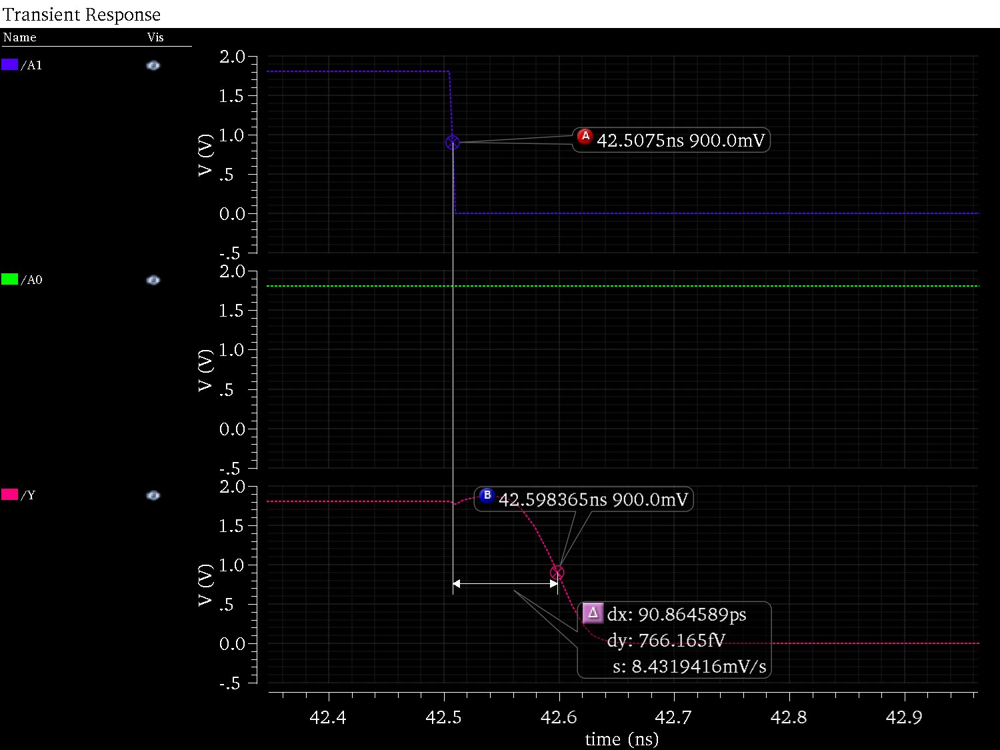 Transient Response
Name Vis
/A1
2.0
1.5
1.0
.5
0.0
-.5
V (V)
A 42.5075ns 900.0mV
/A0
2.0
1.5
1.0
.5
0.0
-.5
V (V)
/Y
2.0
1.5
1.0
.5
0.0
-.5
V (V)
B 42.598365ns 900.0mV
Δ dx: 90.864589ps
dy: 766.165fV
s: 8.4319416mV/s
42.4 42.5 42.6 42.7 42.8 42.9
time (ns)